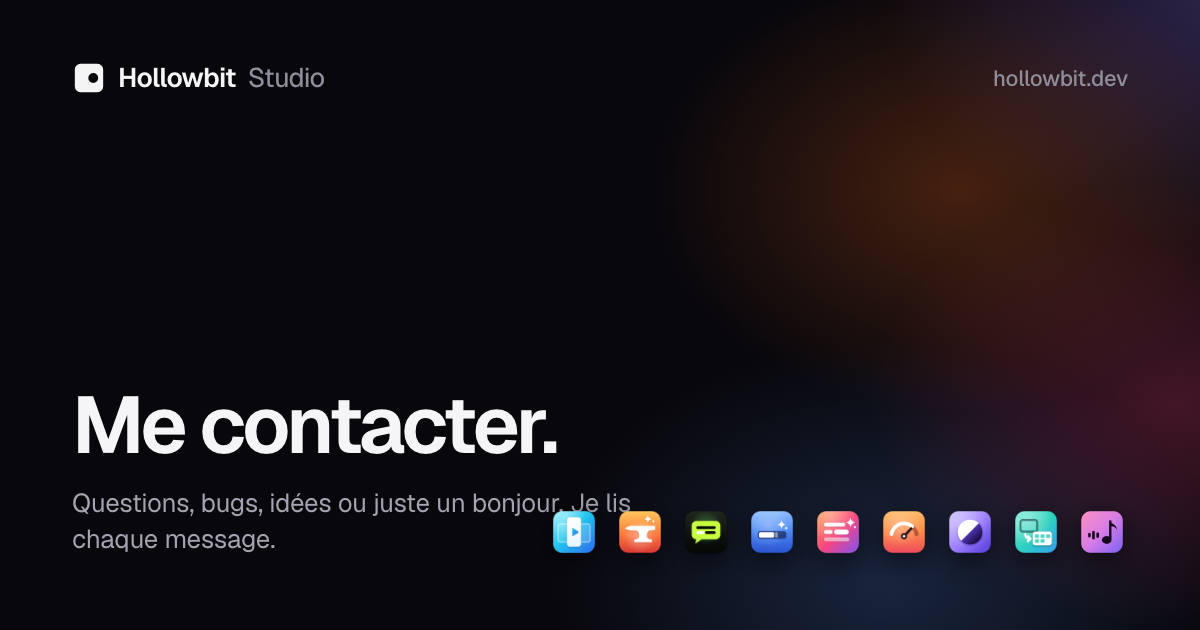 Hollowbit Studio
hollowbit.dev
Me contacter.
Questions, bugs, idées ou juste un bonjour. Je lis
chaque message.